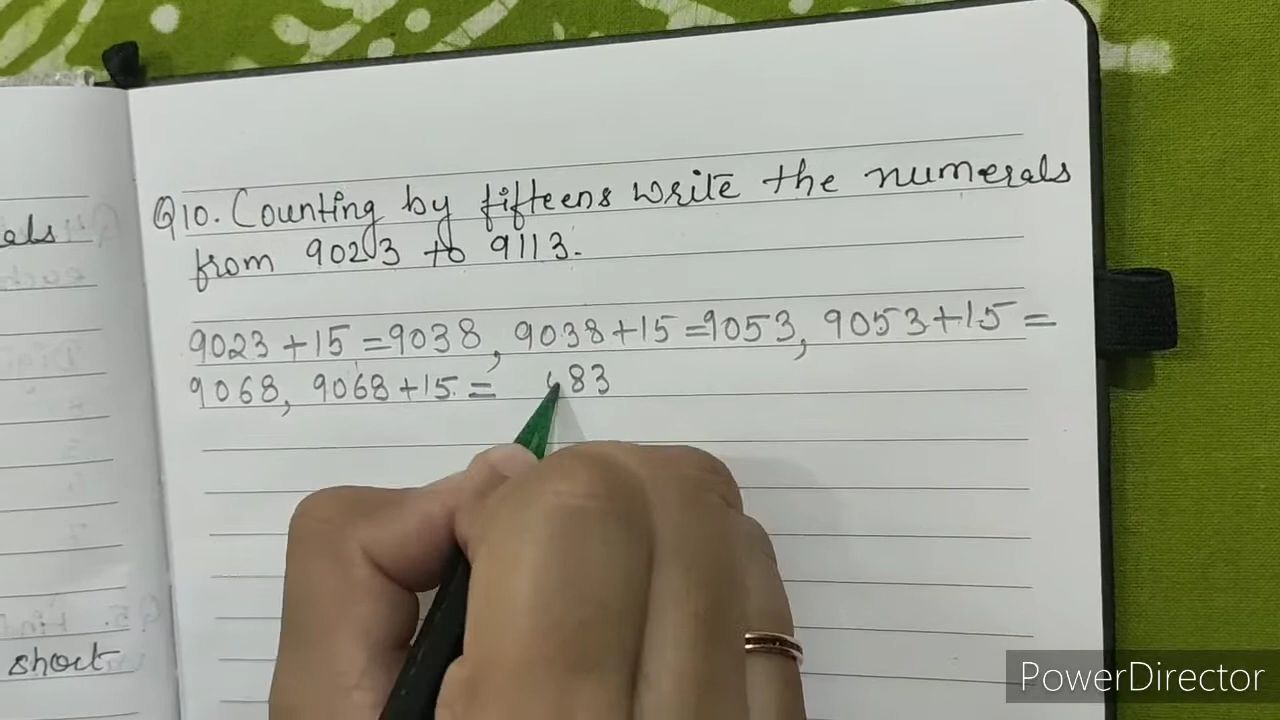 als
short
Q10. Counting by fifteens write the numerals
from 9023 to 9113.
9023 + 15 = 9038, 9038 + 15 = 9053, 9053 + 15 =
9068, 9068 + 15 = 83
PowerDirector